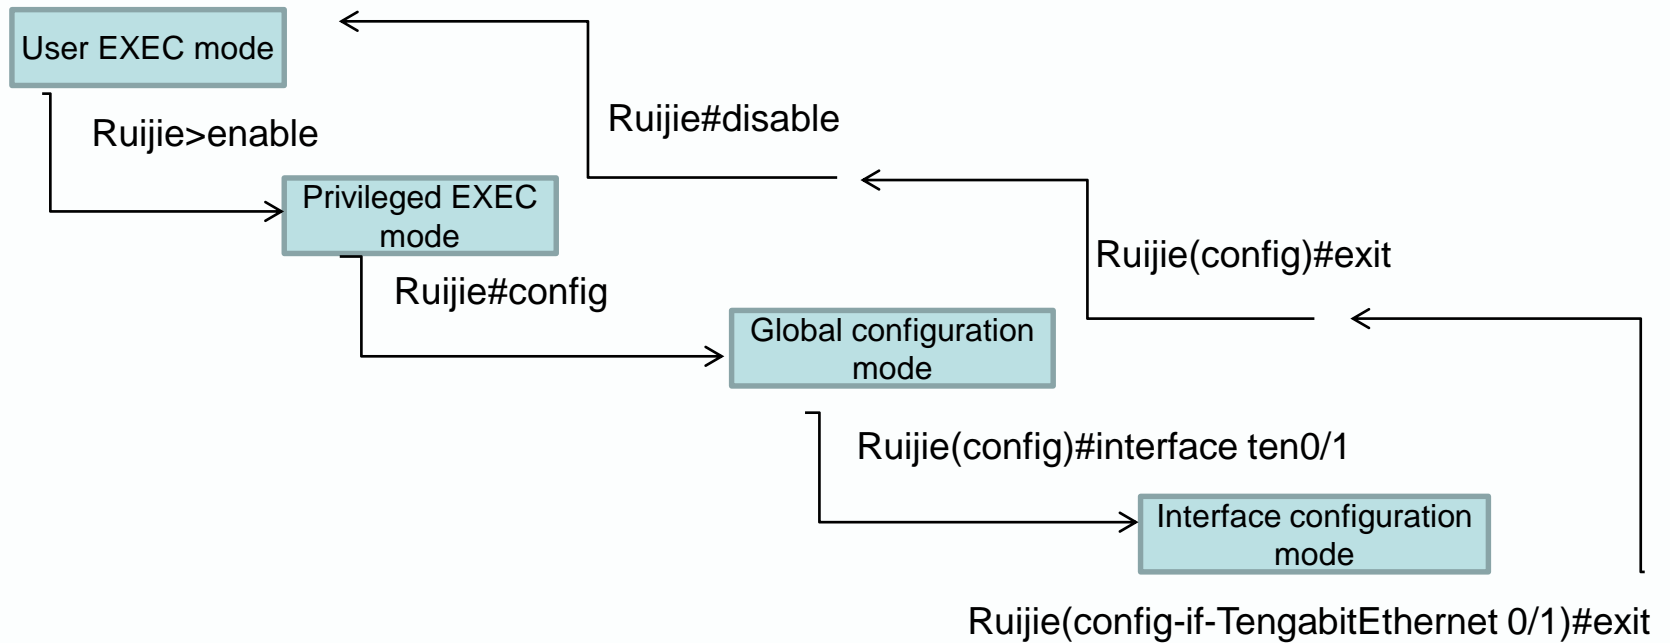 User EXEC mode
Ruijie>enable
Ruijie#disable
Privileged EXEC
mode
Ruijie#config
Ruijie(config)#exit
Global configuration
mode
Ruijie(config)#interface ten0/1
Interface configuration
mode
Ruijie(config-if-TengabitEthernet 0/1)#exit